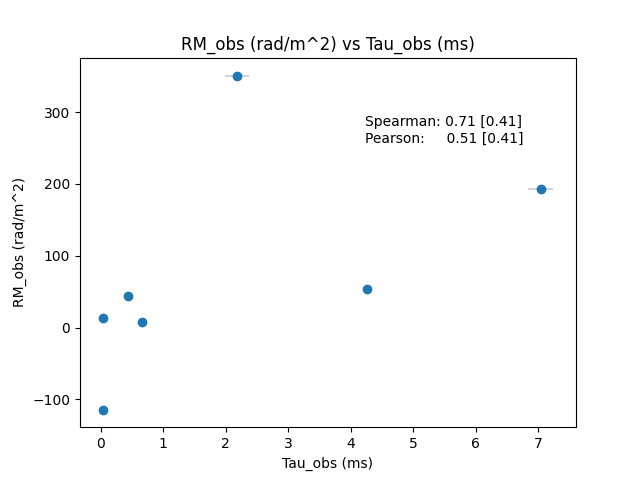 RM_obs (rad/m^2) vs Tau_obs (ms)
Spearman: 0.71 [0.41]
Pearson: 0.51 [0.41]
RM_obs (rad/m^2)
300
200
100
0
−100
0 1 2 3 4 5 6 7
Tau_obs (ms)